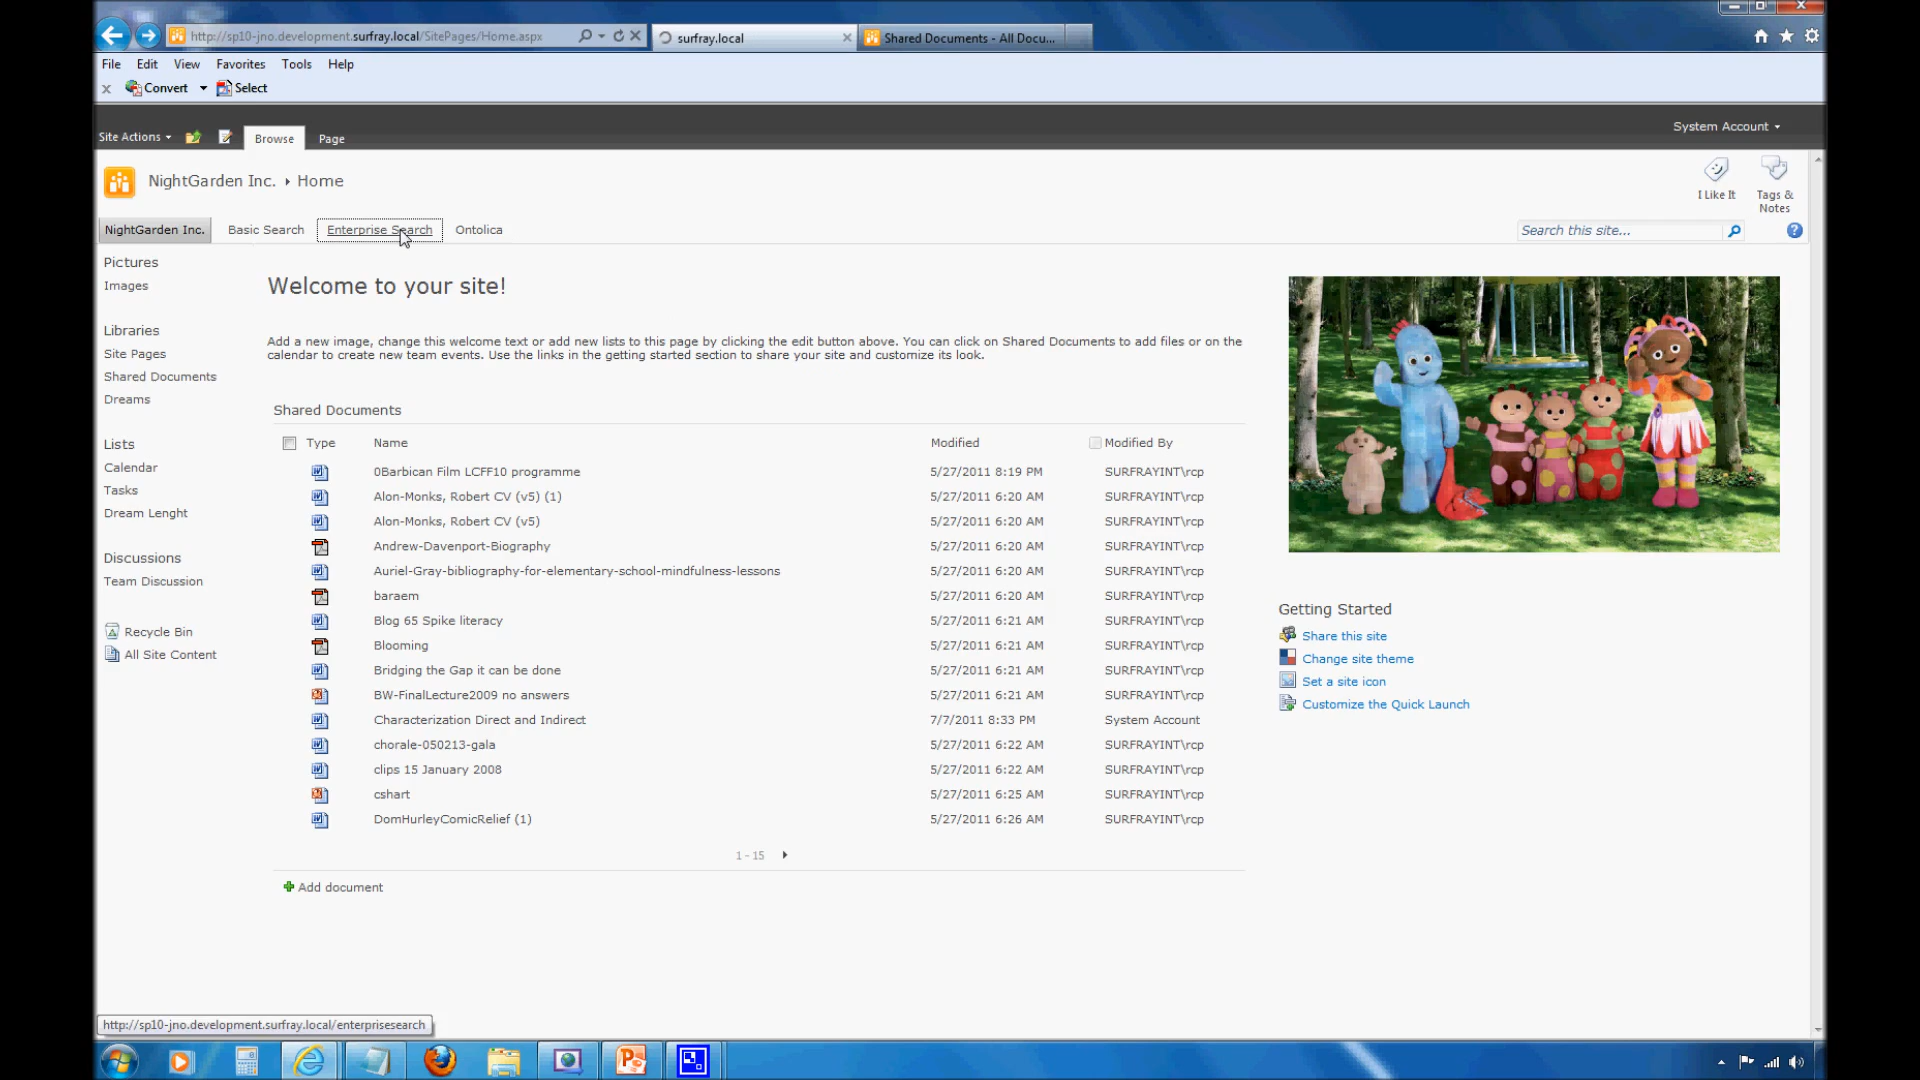 http://sp10-jno.development.surfray.local/SitePages/Home.aspx
surfray.local
Shared Documents - All Docu...
File Edit View Favorites Tools Help
x Convert Select
Site Actions Browse Page
System Account
NightGarden Inc. Home
I Like It
Tags & Notes
NightGarden Inc. Basic Search Enterprise Search Ontolica
Search this site...
Pictures
Images
Libraries
Site Pages
Shared Documents
Dreams
Lists
Calendar
Tasks
Dream Lenght
Discussions
Team Discussion
Recycle Bin
All Site Content
Welcome to your site!
Add a new image, change this welcome text or add new lists to this page by clicking the edit button above. You can click on Shared Documents to add files or on the
calendar to create new team events. Use the links in the getting started section to share your site and customize its look.
Shared Documents
Type Name Modified Modified By
0Barbican Film LCFF10 programme 5/27/2011 8:19 PM SURFRAYINT\rcp
Alon-Monks, Robert CV (v5) (1) 5/27/2011 6:20 AM SURFRAYINT\rcp
Alon-Monks, Robert CV (v5) 5/27/2011 6:20 AM SURFRAYINT\rcp
Andrew-Davenport-Biography 5/27/2011 6:20 AM SURFRAYINT\rcp
Auriel-Gray-bibliography-for-elementary-school-mindfulness-lessons 5/27/2011 6:20 AM SURFRAYINT\rcp
baraem 5/27/2011 6:20 AM SURFRAYINT\rcp
Blog 65 Spike literacy 5/27/2011 6:21 AM SURFRAYINT\rcp
Blooming 5/27/2011 6:21 AM SURFRAYINT\rcp
Bridging the Gap it can be done 5/27/2011 6:21 AM SURFRAYINT\rcp
BW-FinalLecture2009 no answers 5/27/2011 6:21 AM SURFRAYINT\rcp
Characterization Direct and Indirect 7/7/2011 8:33 PM System Account
chorale-050213-gala 5/27/2011 6:22 AM SURFRAYINT\rcp
clips 15 January 2008 5/27/2011 6:22 AM SURFRAYINT\rcp
cshart 5/27/2011 6:25 AM SURFRAYINT\rcp
DomHurleyComicRelief (1) 5/27/2011 6:26 AM SURFRAYINT\rcp
1 - 15
Add document
Getting Started
Share this site
Change site theme
Set a site icon
Customize the Quick Launch
http://sp10-jno.development.surfray.local/enterprisesearch